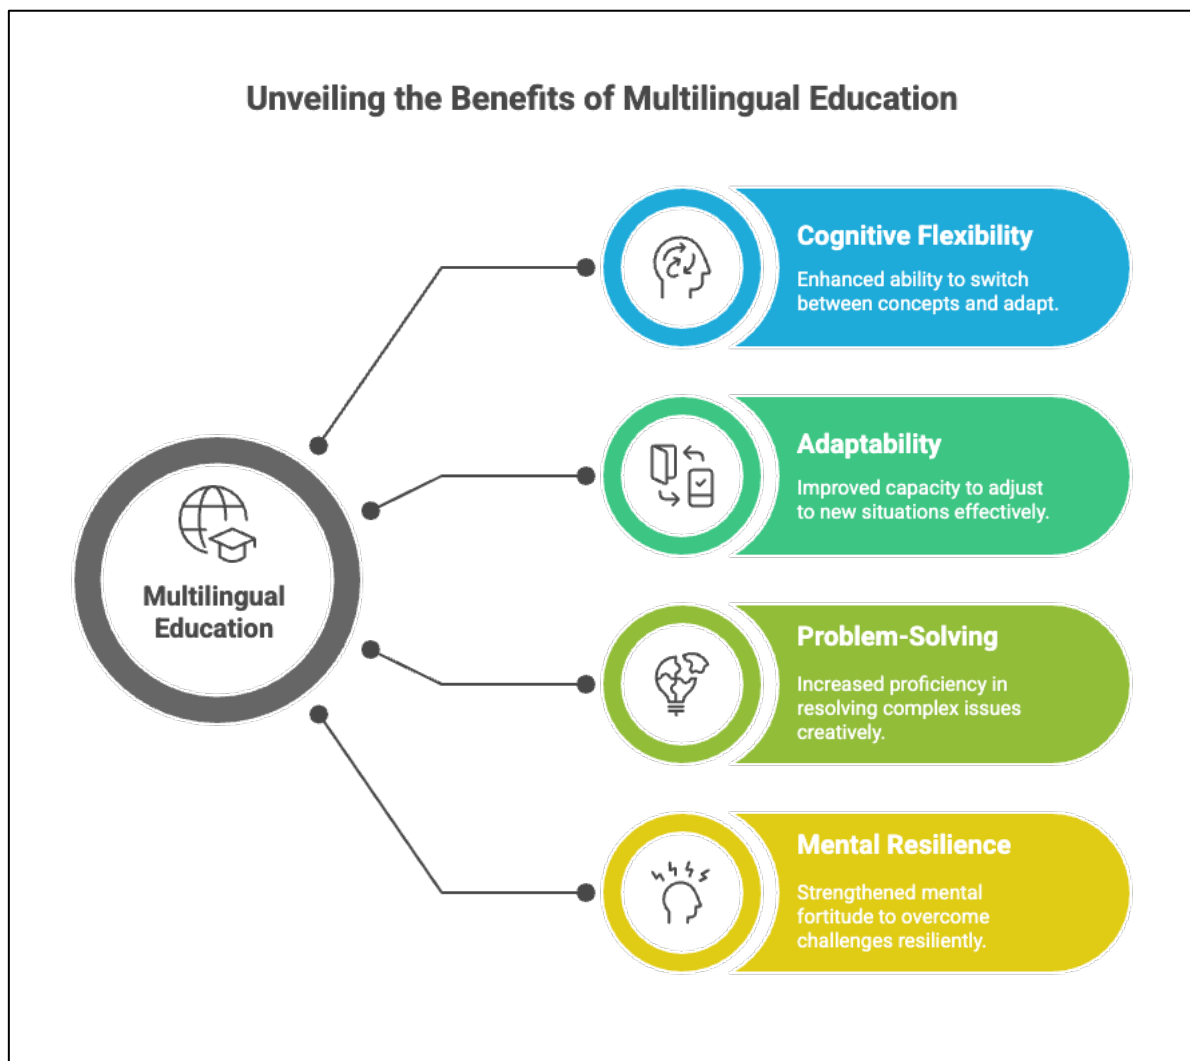 Unveiling the Benefits of Multilingual Education
Multilingual
Education
Cognitive Flexibility
Enhanced ability to switch
between concepts and adapt.
Adaptability
Improved capacity to adjust
to new situations effectively.
Problem-Solving
Increased proficiency in
resolving complex issues
creatively.
Mental Resilience
Strengthened mental
fortitude to overcome
challenges resiliently.